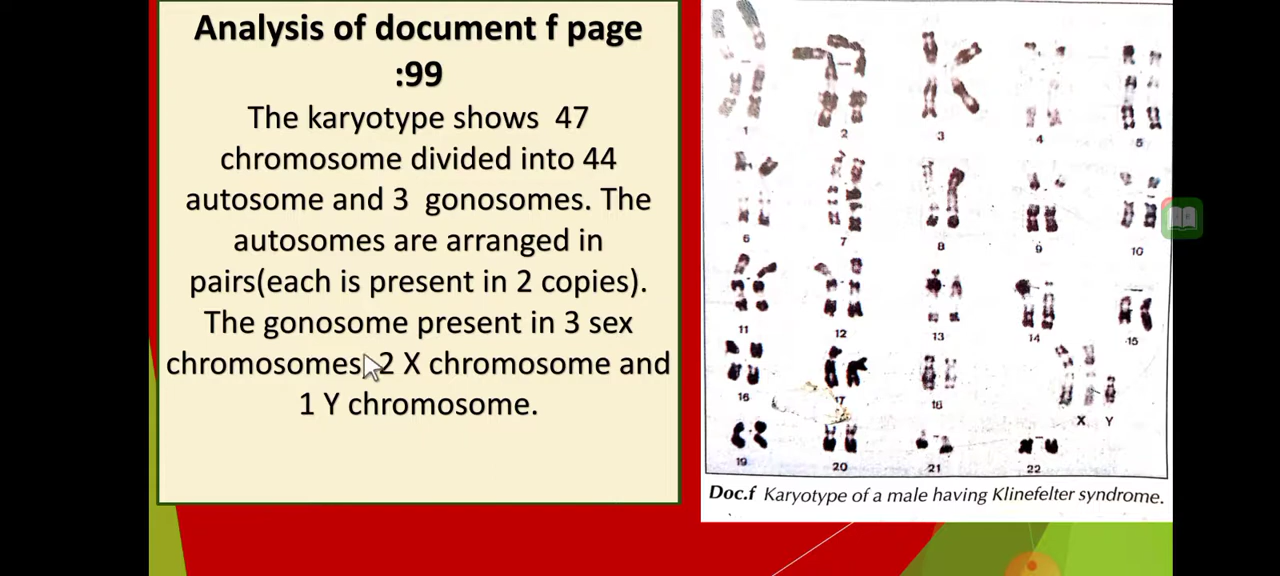 Analysis of document f page
:99
The karyotype shows 47
chromosome divided into 44
autosome and 3 gonosomes. The
autosomes are arranged in
pairs(each is present in 2 copies).
The gonosome present in 3 sex
chromosomes, 2 X chromosome and
1 Y chromosome.
1 2 3 4 5
6 7 8 9 10
11 12 13 14 15
16 17 18 X Y
19 20 21 22
Doc.f Karyotype of a male having Klinefelter syndrome.